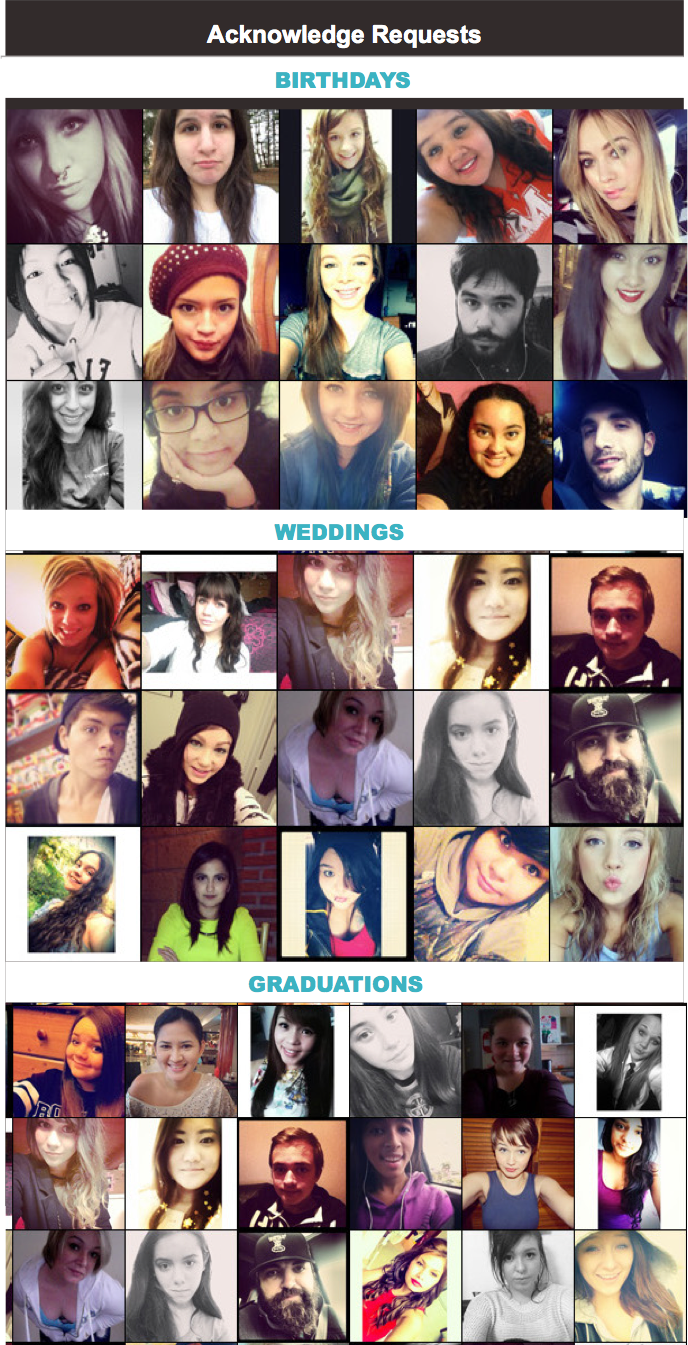 Acknowledge Requests
BIRTHDAYS
WEDDINGS
GRADUATIONS